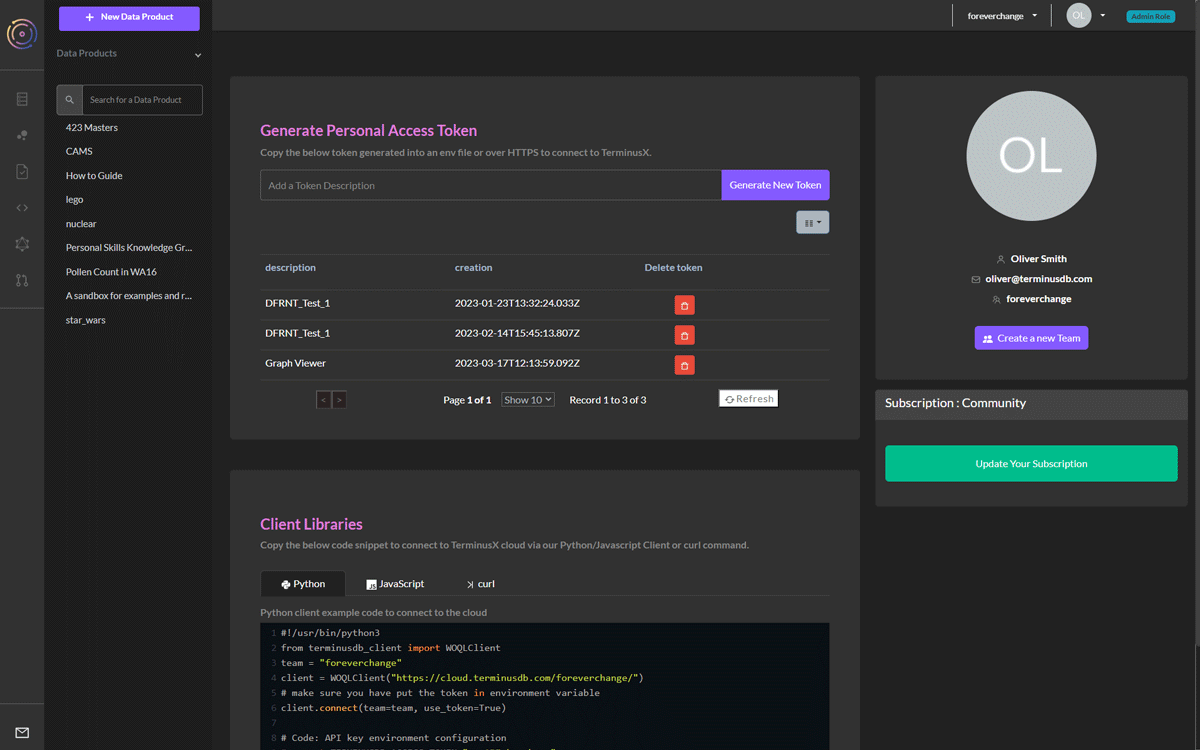 New Data Product
foreverchange
OL
Admin Role
Data Products
Search for a Data Product
423 Masters
CAMS
How to Guide
lego
nuclear
Personal Skills Knowledge Gr...
Pollen Count in WA16
A sandbox for examples and r...
star_wars
Generate Personal Access Token
Copy the below token generated into an env file or over HTTPS to connect to TerminusX.
Add a Token Description
Generate New Token
description creation Delete token
DFRNT_Test_1 2023-01-23T13:32:24.033Z
DFRNT_Test_1 2023-02-14T15:45:13.807Z
Graph Viewer 2023-03-17T12:13:59.092Z
< > Page 1 of 1 Show 10 Record 1 to 3 of 3 Refresh
OL
Oliver Smith
oliver@terminusdb.com
foreverchange
Create a new Team
Subscription : Community
Update Your Subscription
Client Libraries
Copy the below code snippet to connect to TerminusX cloud via our Python/Javascript Client or curl command.
Python JavaScript curl
Python client example code to connect to the cloud
1 #!/usr/bin/python3
2 from terminusdb_client import WOQLClient
3 team = "foreverchange"
4 client = WOQLClient("https://cloud.terminusdb.com/foreverchange/")
5 # make sure you have put the token in environment variable
6 client.connect(team=team, use_token=True)
7
8 # Code: API key environment configuration